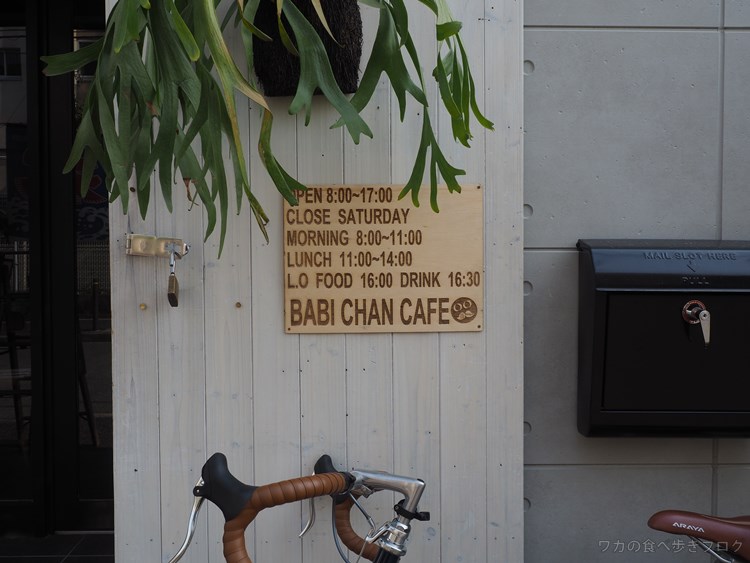 OPEN 8:00~17:00
CLOSE SATURDAY
MORNING 8:00~11:00
LUNCH 11:00~14:00
L.O FOOD 16:00 DRINK 16:30
BABI CHAN CAFE
MAIL SLOT HERE
PULL
ARAYA
ワカの食べ歩きブログ